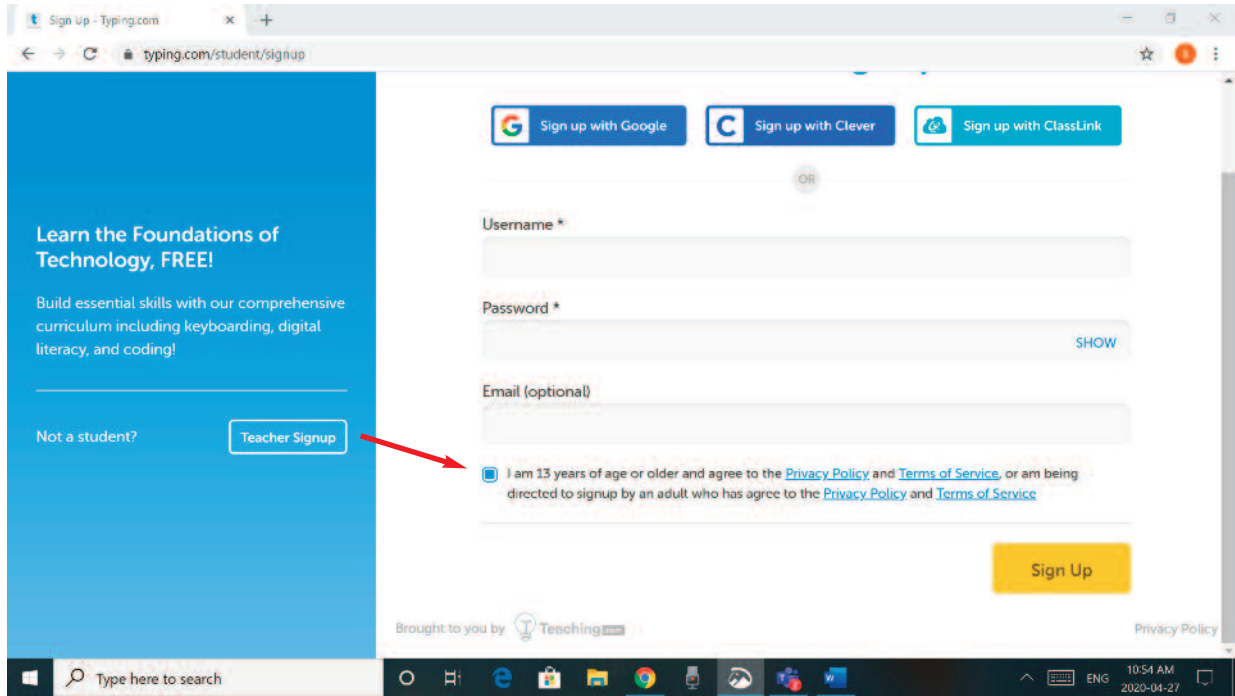 Sign Up - Typing.com
typing.com/student/signup
Sign up with Google
Sign up with Clever
Sign up with ClassLink
OR
Learn the Foundations of
Technology, FREE!
Build essential skills with our comprehensive
curriculum including keyboarding, digital
literacy, and coding!
Not a student?
Teacher Signup
Username *
Password *
SHOW
Email (optional)
I am 13 years of age or older and agree to the Privacy Policy and Terms of Service, or am being
directed to signup by an adult who has agree to the Privacy Policy and Terms of Service
Sign Up
Brought to you by Teaching.com
Privacy Policy
Type here to search
ENG
10:54 AM
2020-04-27